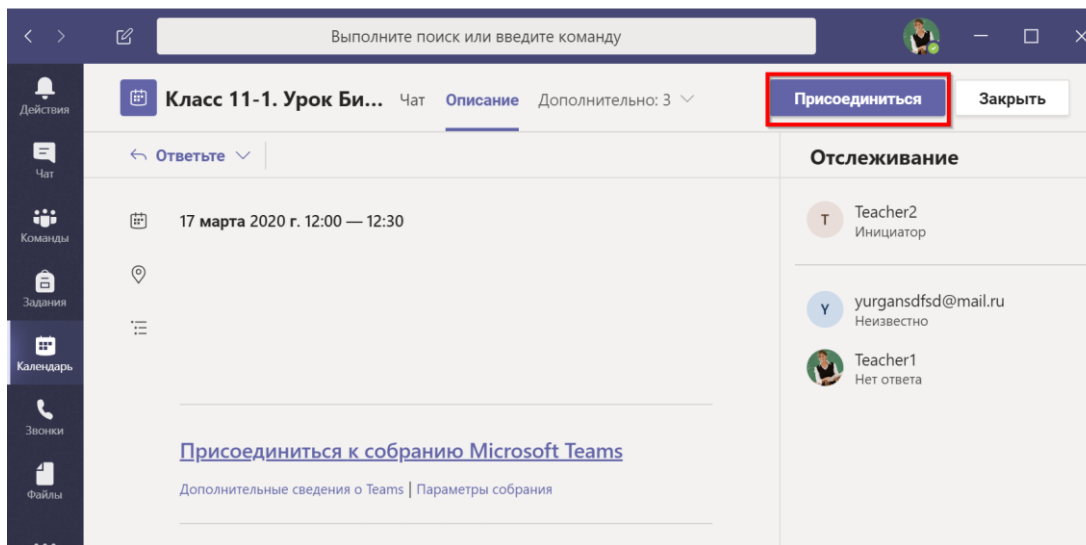 Выполните поиск или введите команду
Действия
Чат
Команды
Задания
Календарь
Звонки
Файлы
Класс 11-1. Урок Би... Чат Описание Дополнительно: 3
Присоединиться Закрыть
Ответьте
17 марта 2020 г. 12:00 — 12:30
Присоединиться к собранию Microsoft Teams
Дополнительные сведения о Teams | Параметры собрания
Отслеживание
T
Teacher2
Инициатор
Y
yurgansdfsd@mail.ru
Неизвестно
Teacher1
Нет ответа